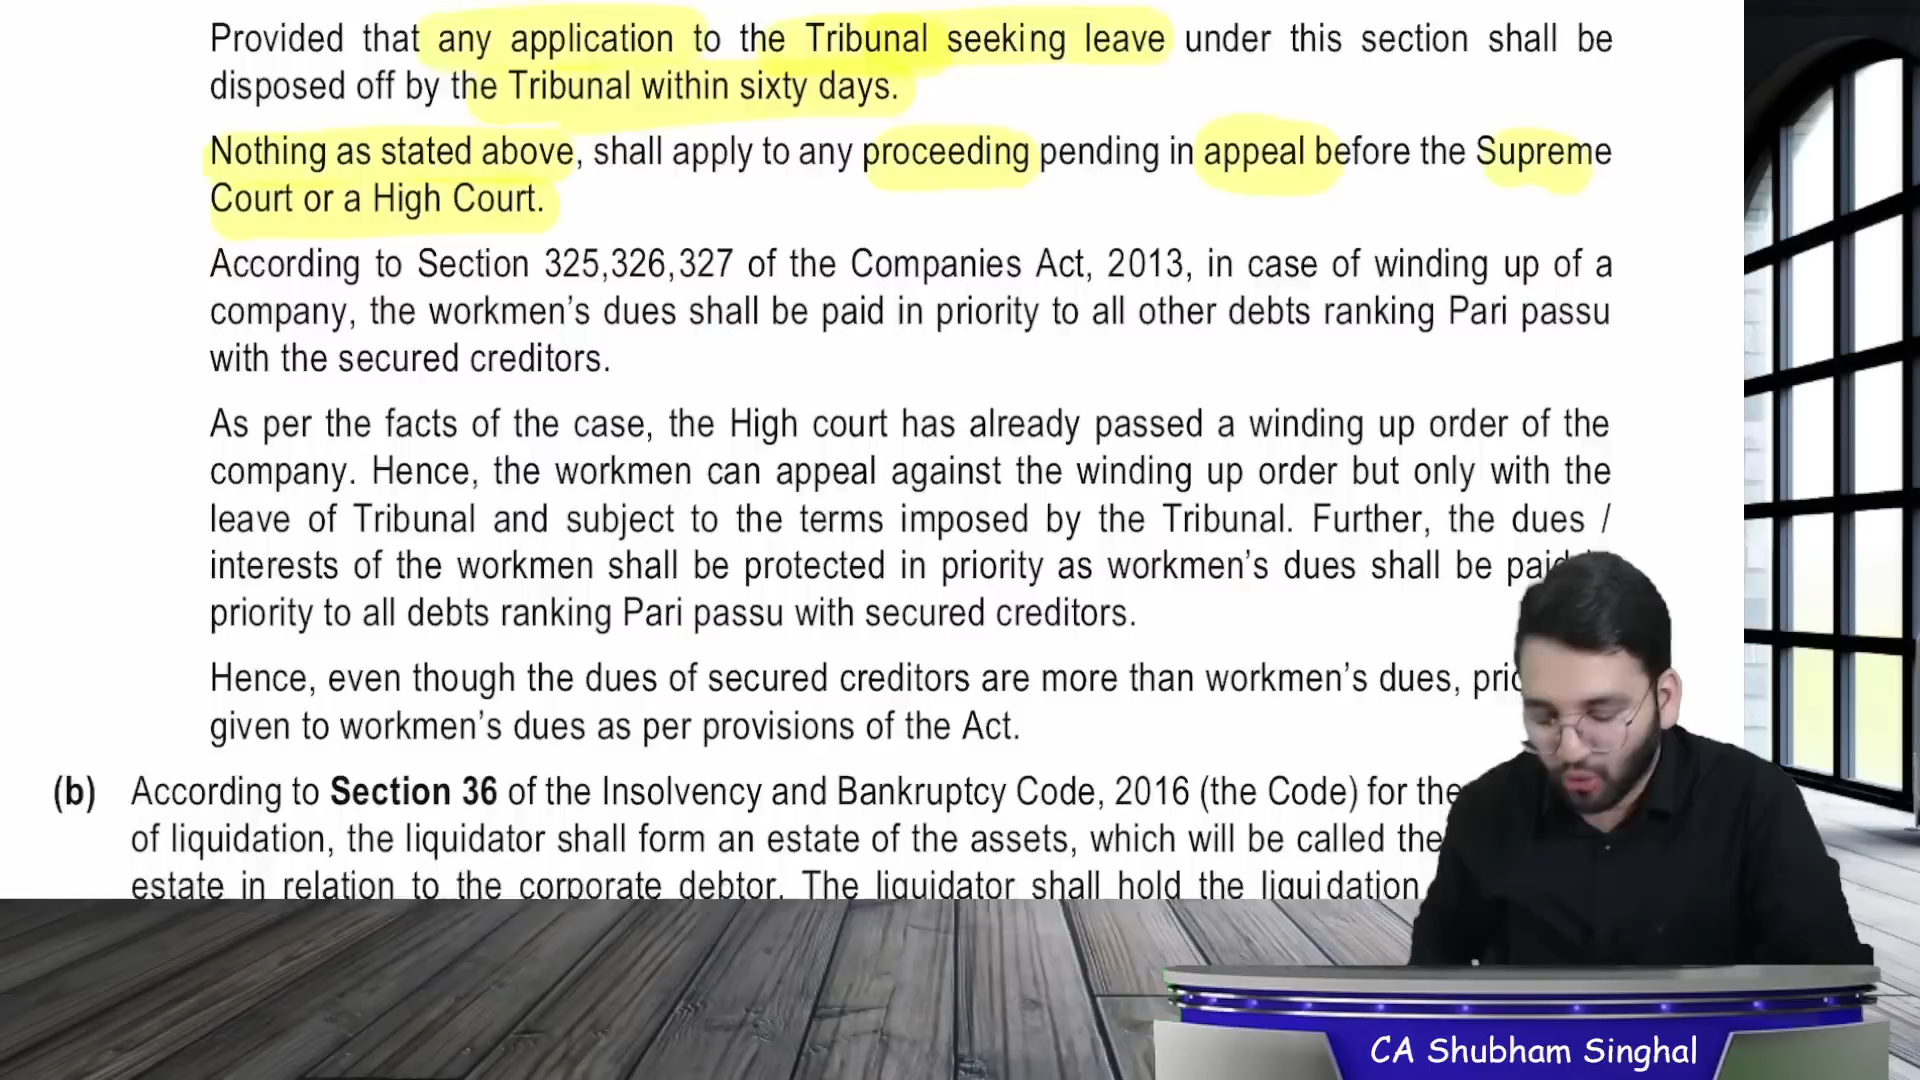 Provided that any application to the Tribunal seeking leave under this section shall be
disposed off by the Tribunal within sixty days.
Nothing as stated above, shall apply to any proceeding pending in appeal before the Supreme
Court or a High Court.
According to Section 325,326,327 of the Companies Act, 2013, in case of winding up of a
company, the workmen’s dues shall be paid in priority to all other debts ranking Pari passu
with the secured creditors.
As per the facts of the case, the High court has already passed a winding up order of the
company. Hence, the workmen can appeal against the winding up order but only with the
leave of Tribunal and subject to the terms imposed by the Tribunal. Further, the dues /
interests of the workmen shall be protected in priority as workmen’s dues shall be paid
priority to all debts ranking Pari passu with secured creditors.
Hence, even though the dues of secured creditors are more than workmen’s dues,
given to workmen’s dues as per provisions of the Act.
(b) According to Section 36 of the Insolvency and Bankruptcy Code, 2016 (the Code) for the
of liquidation, the liquidator shall form an estate of the assets, which will be called the
estate in relation to the corporate debtor. The liquidator shall hold the liquidation
CA Shubham Singhal